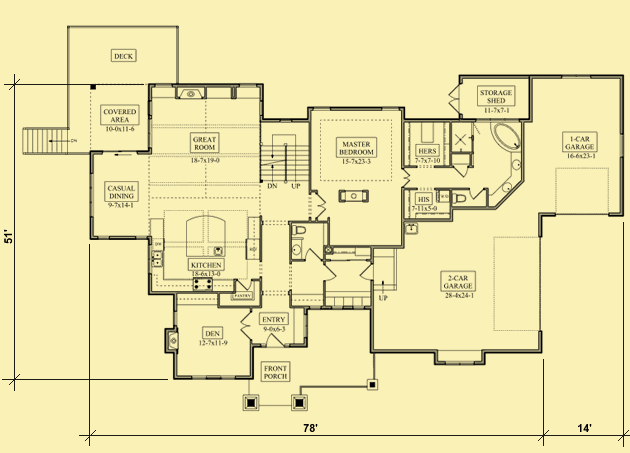 DECK
STORAGE
SHED
11-7x7-1
COVERED
AREA
10-0x11-6
DN
GREAT
ROOM
18-7x19-0
MASTER
BEDROOM
15-7x23-3
HERS
7-7x7-10
1-CAR
GARAGE
16-6x23-1
CASUAL
DINING
9-7x14-1
DN
UP
HIS
7-11x5-0
51'
KITCHEN
18-6x13-0
2-CAR
GARAGE
28-4x24-1
PANTRY
UP
ENTRY
9-0x6-3
DEN
12-7x11-9
FRONT
PORCH
78'
14'